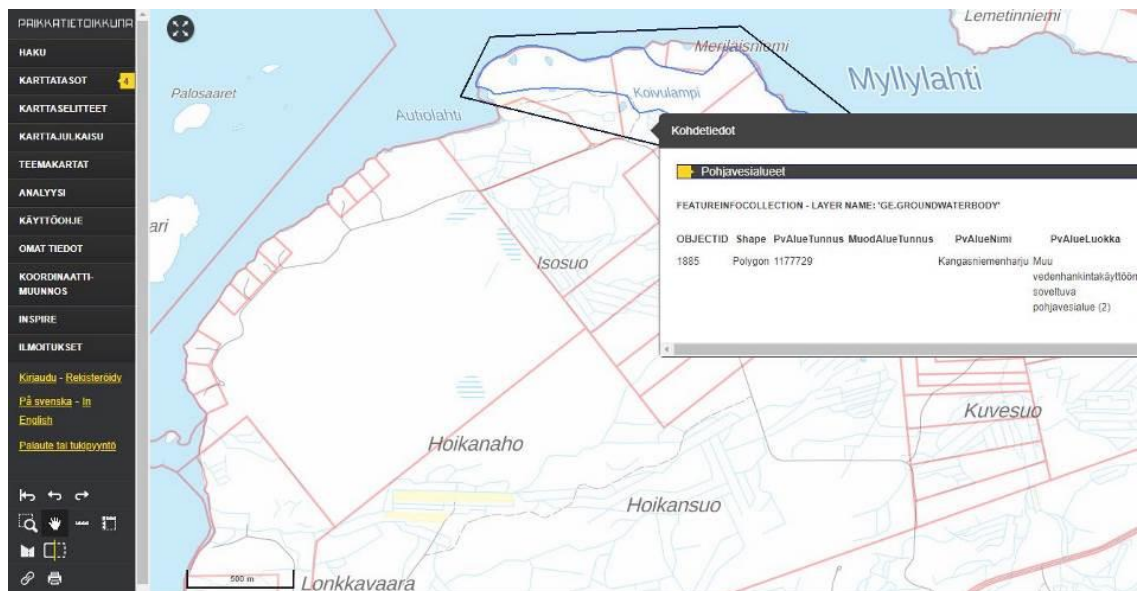 PAIKKATIETOIKKUNA
HAKU
KARTTATASOT 4
KARTTASELITTEET
KARTTAJULKAISU
TEEMAKARTAT
ANALYYSI
KÄYTTÖOHJE
OMAT TIEDOT
KOORDINAATTI-
MUUNNOS
INSPIRE
ILMOITUKSET
Kirjaudu - Rekisteröidy
På svenska - In
English
Palaute tai tukipyyntö
Lemetinniemi
Meriläisniemi
Myllylahti
Palosaaret
Koivulampi
Autiolahti
Kohdetiedot
Pohjavesialueet
FEATUREINFOCOLLECTION - LAYER NAME: 'GE.GROUNDWATERBODY'
OBJECTID Shape PvAlueTunnus MuodAlueTunnus PvAlueNimi PvAlueLuokka
1885 Polygon 1177729 Kangasniemenharju Muu
vedenhankintakäyttöön
soveltuva
pohjavesialue (2)
ari
Isosuo
Kuvesuo
Hoikanaho
Hoikansuo
500 m
Lonkkavaara